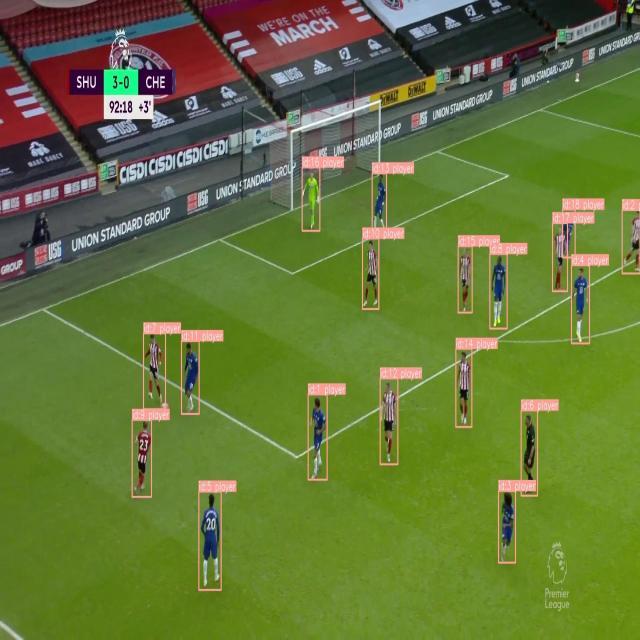 WE'RE ON THE
MARCH
SHU 3-0 CHE
92:18 +3'
DEWALT
UNION STANDARD GROUP
UNION STANDARD GROUP
CISDI CISDI CISDI
USG
UNION STANDARD GROUP
USG
UNION STANDARD GROUP
GROUP
id:16 player
id:13 player
id:10 player
id:18 player
id:17 player
id:15 player
id:8 player
id:4 player
id:7 player
id:11 player
id:14 player
id:12 player
id:1 player
id:9 player
23
id:6 player
id:5 player
20
id:3 player
Premier
League